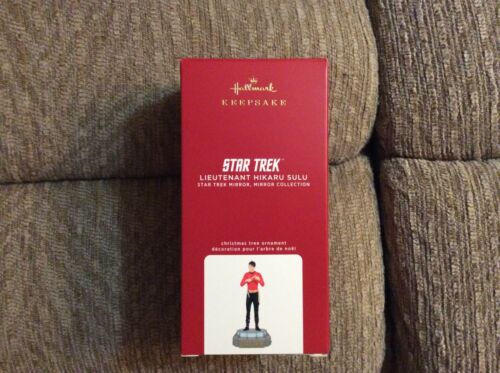 Hallmark
KEEPSAKE
STAR TREK™
LIEUTENANT HIKARU SULU
STAR TREK MIRROR, MIRROR COLLECTION
christmas tree ornament
décoration pour l'arbre de noël